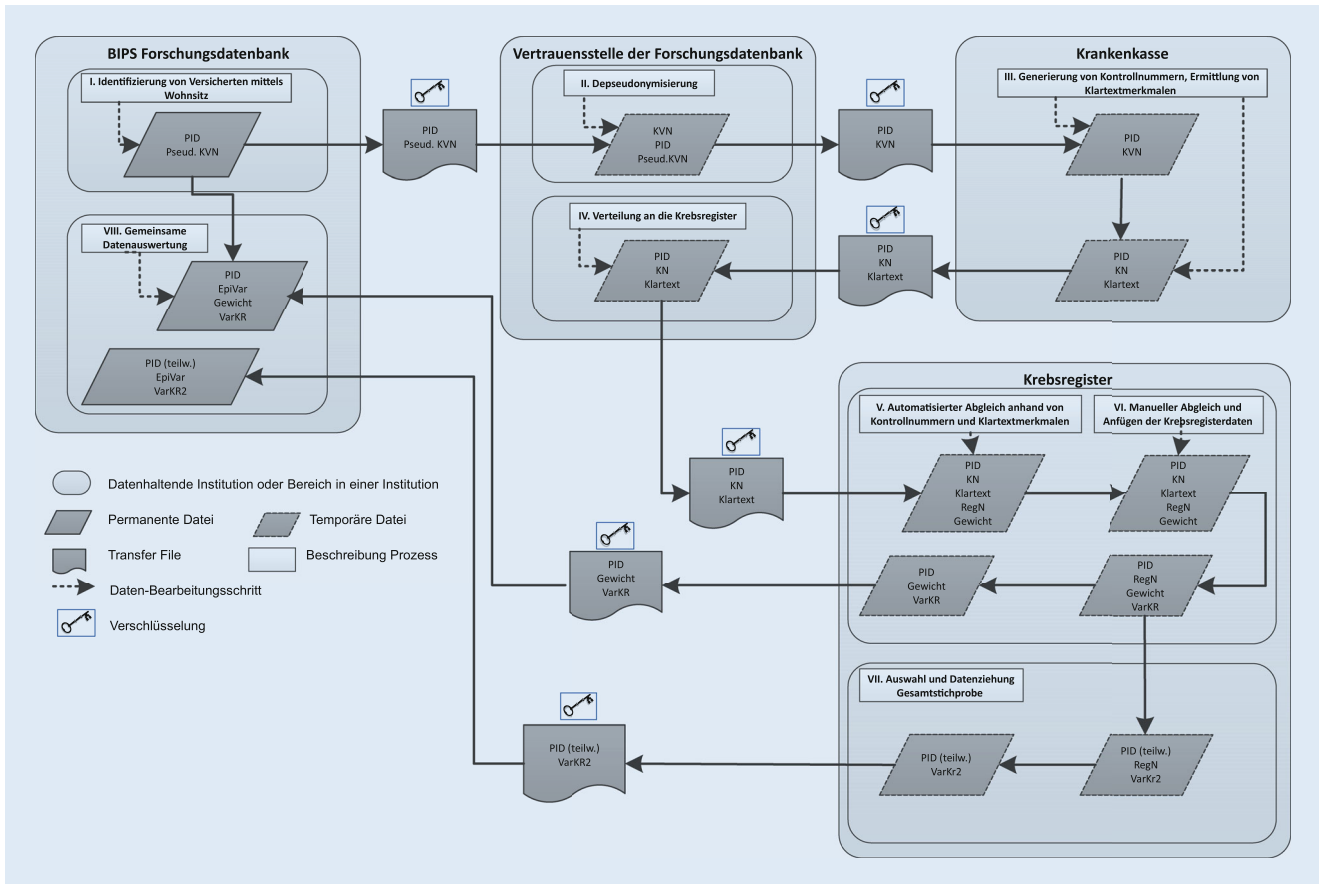 BIPS Forschungsdatenbank
I. Identifizierung von Versicherten mittels
Wohnsitz
PID
Pseud. KVN
VIII. Gemeinsame
Datenauswertung
PID
EpiVar
Gewicht
VarKR
PID (teilw.)
EpiVar
VarKR2
PID
Pseud. KVN
Vertrauensstelle der Forschungsdatenbank
II. Depseudonymisierung
KVN
PID
Pseud.KVN
IV. Verteilung an die Krebsregister
PID
KN
Klartext
PID
KVN
PID
KN
Klartext
Krankenkasse
III. Generierung von Kontrollnummern, Ermittlung von
Klartextmerkmalen
PID
KVN
PID
KN
Klartext
Krebsregister
V. Automatisierter Abgleich anhand von
Kontrollnummern und Klartextmerkmalen
VI. Manueller Abgleich und
Anfügen der Krebsregisterdaten
PID
KN
Klartext
PID
KN
Klartext
RegN
Gewicht
PID
KN
Klartext
RegN
Gewicht
PID
Gewicht
VarKR
PID
Gewicht
VarKR
PID
RegN
Gewicht
VarKR
VII. Auswahl und Datenziehung
Gesamtstichprobe
PID (teilw.)
VarKR2
PID (teilw.)
VarKr2
PID (teilw.)
RegN
VarKr2
Datenhaltende Institution oder Bereich in einer Institution
Permanente Datei
Temporäre Datei
Transfer File
Beschreibung Prozess
Daten-Bearbeitungsschritt
Verschlüsselung